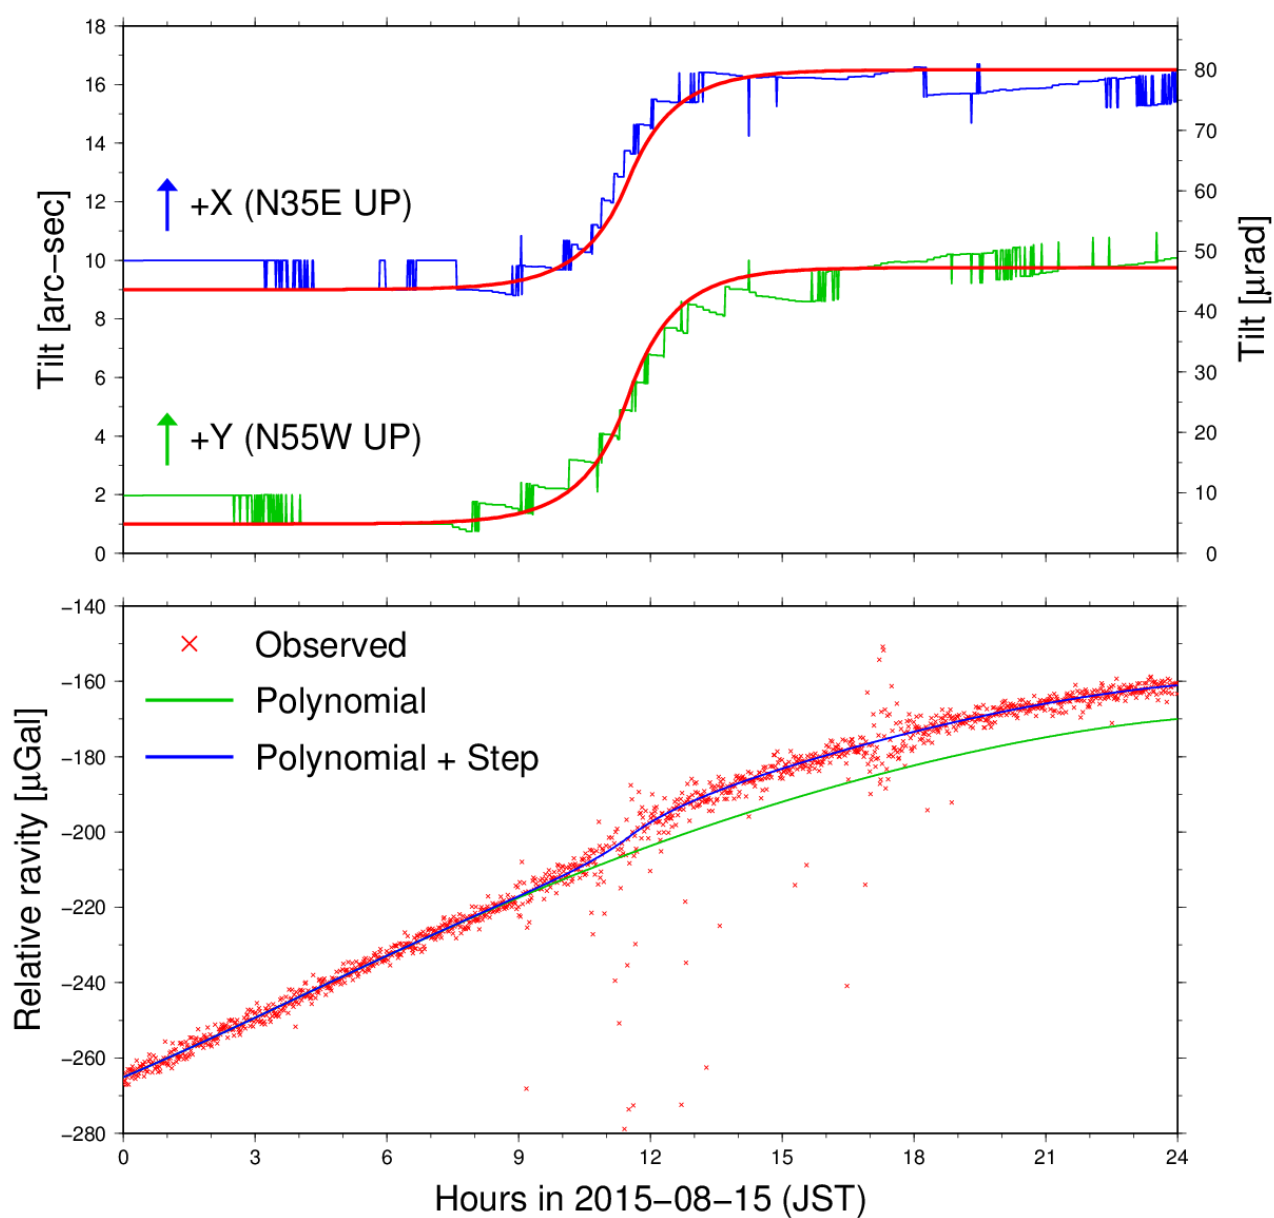 18
16
14
12
10
8
6
4
2
0
Tilt [arc−sec]
+X (N35E UP)
+Y (N55W UP)
80
70
60
50
40
30
20
10
0
Tilt [μrad]
−140
−160
−180
−200
−220
−240
−260
−280
Relative ravity [μGal]
Observed
Polynomial
Polynomial + Step
0 3 6 9 12 15 18 21 24
Hours in 2015−08−15 (JST)